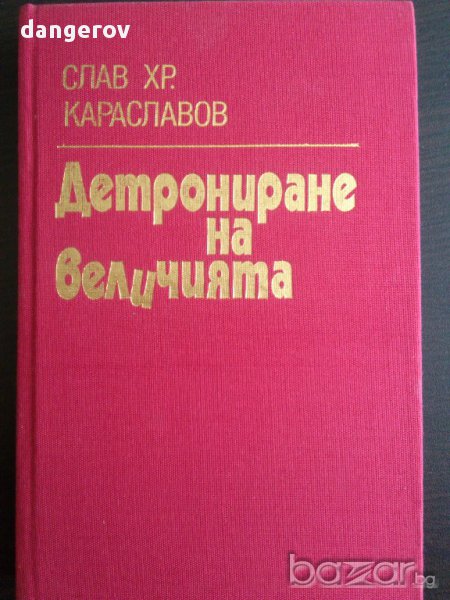 dangerov
СЛАВ ХР.
КАРАСЛАВОВ
Детрониране
на
величията
bazar.bg